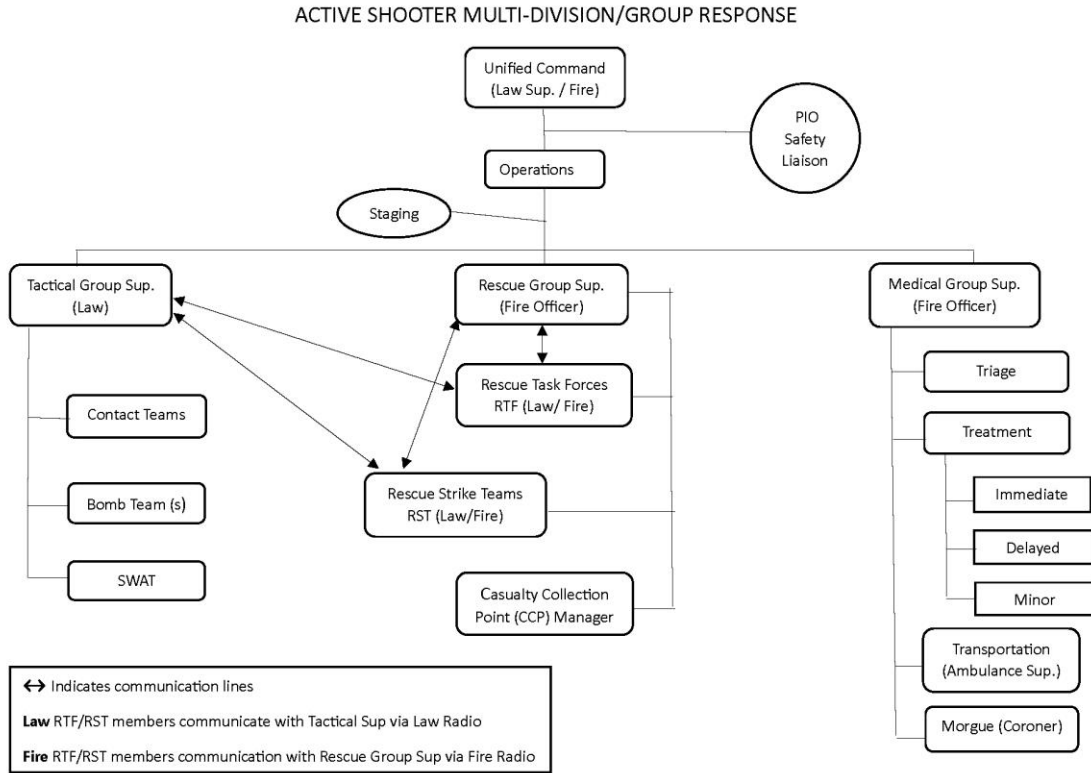 ACTIVE SHOOTER MULTI-DIVISION/GROUP RESPONSE
Unified Command
(Law Sup. / Fire)
PIO
Safety
Liaison
Operations
Staging
Tactical Group Sup.
(Law)
Rescue Group Sup.
(Fire Officer)
Medical Group Sup.
(Fire Officer)
Rescue Task Forces
RTF (Law/ Fire)
Triage
Contact Teams
Treatment
Rescue Strike Teams
RST (Law/Fire)
Bomb Team (s)
Immediate
Delayed
SWAT
Casualty Collection
Point (CCP) Manager
Minor
Transportation
(Ambulance Sup.)
Morgue (Coroner)
↔ Indicates communication lines
Law RTF/RST members communicate with Tactical Sup via Law Radio
Fire RTF/RST members communication with Rescue Group Sup via Fire Radio